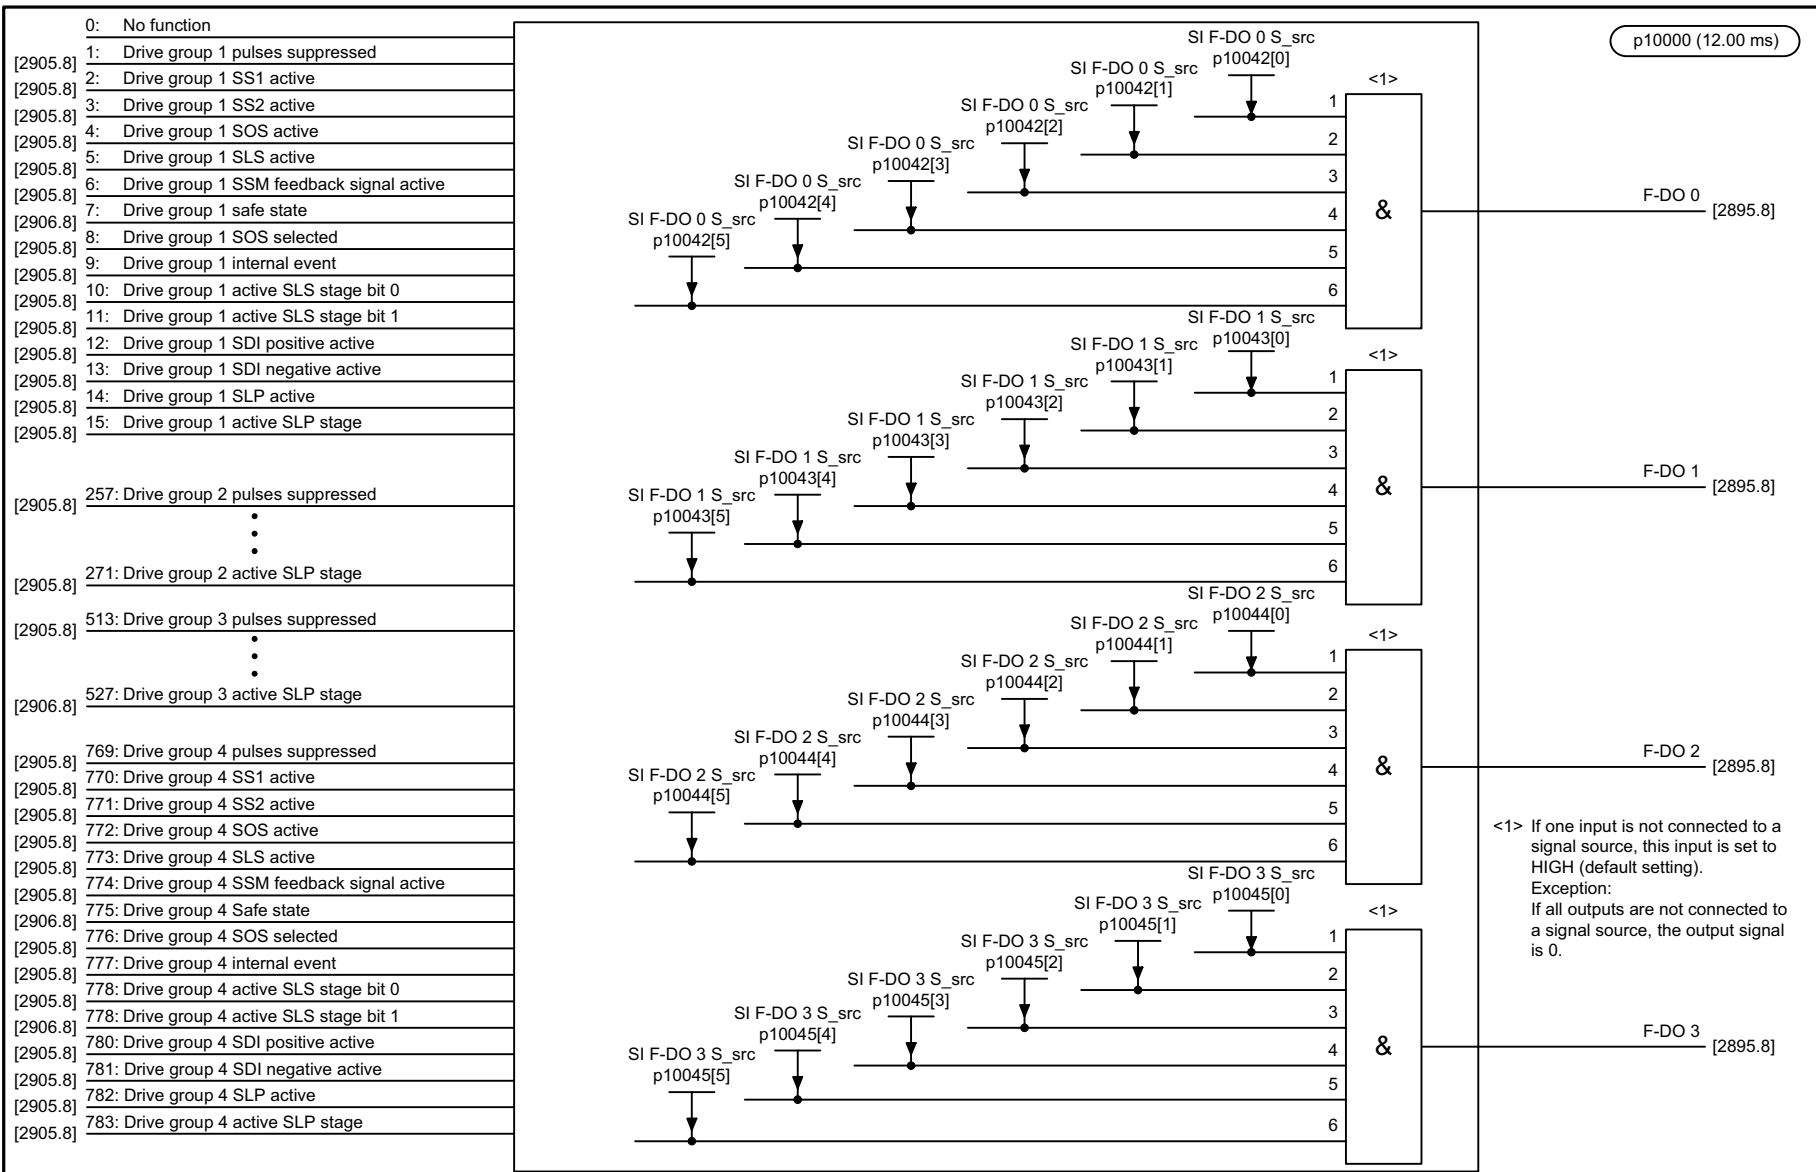 0: No function
1: Drive group 1 pulses suppressed
[2905.8]
2: Drive group 1 SS1 active
[2905.8]
3: Drive group 1 SS2 active
[2905.8]
4: Drive group 1 SOS active
[2905.8]
5: Drive group 1 SLS active
[2905.8]
6: Drive group 1 SSM feedback signal active
[2905.8]
7: Drive group 1 safe state
[2906.8]
8: Drive group 1 SOS selected
[2905.8]
9: Drive group 1 internal event
[2905.8]
10: Drive group 1 active SLS stage bit 0
[2905.8]
11: Drive group 1 active SLS stage bit 1
[2905.8]
12: Drive group 1 SDI positive active
[2905.8]
13: Drive group 1 SDI negative active
[2905.8]
14: Drive group 1 SLP active
[2905.8]
15: Drive group 1 active SLP stage
[2905.8]
257: Drive group 2 pulses suppressed
[2905.8]
271: Drive group 2 active SLP stage
[2905.8]
513: Drive group 3 pulses suppressed
[2905.8]
527: Drive group 3 active SLP stage
[2906.8]
769: Drive group 4 pulses suppressed
[2905.8]
770: Drive group 4 SS1 active
[2905.8]
771: Drive group 4 SS2 active
[2905.8]
772: Drive group 4 SOS active
[2905.8]
773: Drive group 4 SLS active
[2905.8]
774: Drive group 4 SSM feedback signal active
[2905.8]
775: Drive group 4 Safe state
[2906.8]
776: Drive group 4 SOS selected
[2905.8]
777: Drive group 4 internal event
[2905.8]
778: Drive group 4 active SLS stage bit 0
[2905.8]
778: Drive group 4 active SLS stage bit 1
[2906.8]
780: Drive group 4 SDI positive active
[2905.8]
781: Drive group 4 SDI negative active
[2905.8]
782: Drive group 4 SLP active
[2905.8]
783: Drive group 4 active SLP stage
[2905.8]
p10000 (12.00 ms)
SI F-DO 0 S_src
p10042[0]
SI F-DO 0 S_src
p10042[1]
SI F-DO 0 S_src
p10042[2]
SI F-DO 0 S_src
p10042[3]
SI F-DO 0 S_src
p10042[4]
SI F-DO 0 S_src
p10042[5]
<1>
1
2
3
4
5
6
&
F-DO 0
[2895.8]
SI F-DO 1 S_src
p10043[0]
SI F-DO 1 S_src
p10043[1]
SI F-DO 1 S_src
p10043[2]
SI F-DO 1 S_src
p10043[3]
SI F-DO 1 S_src
p10043[4]
SI F-DO 1 S_src
p10043[5]
<1>
1
2
3
4
5
6
&
F-DO 1
[2895.8]
SI F-DO 2 S_src
p10044[0]
SI F-DO 2 S_src
p10044[1]
SI F-DO 2 S_src
p10044[2]
SI F-DO 2 S_src
p10044[3]
SI F-DO 2 S_src
p10044[4]
SI F-DO 2 S_src
p10044[5]
<1>
1
2
3
4
5
6
&
F-DO 2
[2895.8]
SI F-DO 3 S_src
p10045[0]
SI F-DO 3 S_src
p10045[1]
SI F-DO 3 S_src
p10045[2]
SI F-DO 3 S_src
p10045[3]
SI F-DO 3 S_src
p10045[4]
SI F-DO 3 S_src
p10045[5]
<1>
1
2
3
4
5
6
&
F-DO 3
[2895.8]
<1> If one input is not connected to a
signal source, this input is set to
HIGH (default setting).
Exception:
If all outputs are not connected to
a signal source, the output signal
is 0.